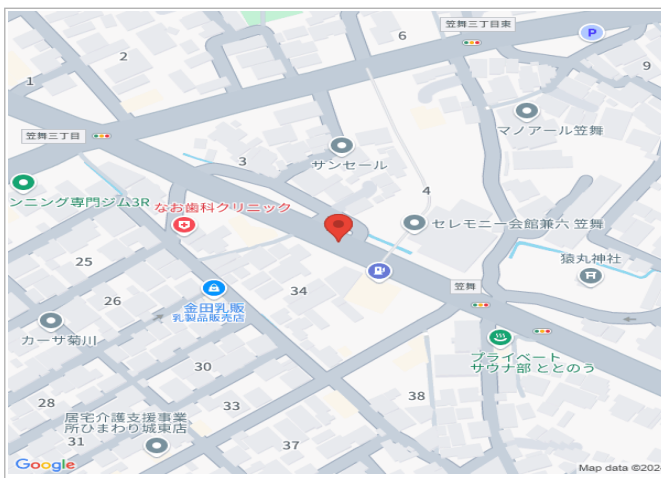 笠舞三丁目東
P
6
2
9
1
マノアール笠舞
笠舞三丁目
サンセール
3
ンニング専門ジム3R
なお歯科クリニック
4
セレモニー会館兼六 笠舞
猿丸神社
25
34
笠舞
26
金田乳販
乳製品販売店
カーサ菊川
プライベート
サウナ部 ととのう
30
28
33
38
居宅介護支援事業
所ひまわり城東店
31
37
Google
Map data ©2024